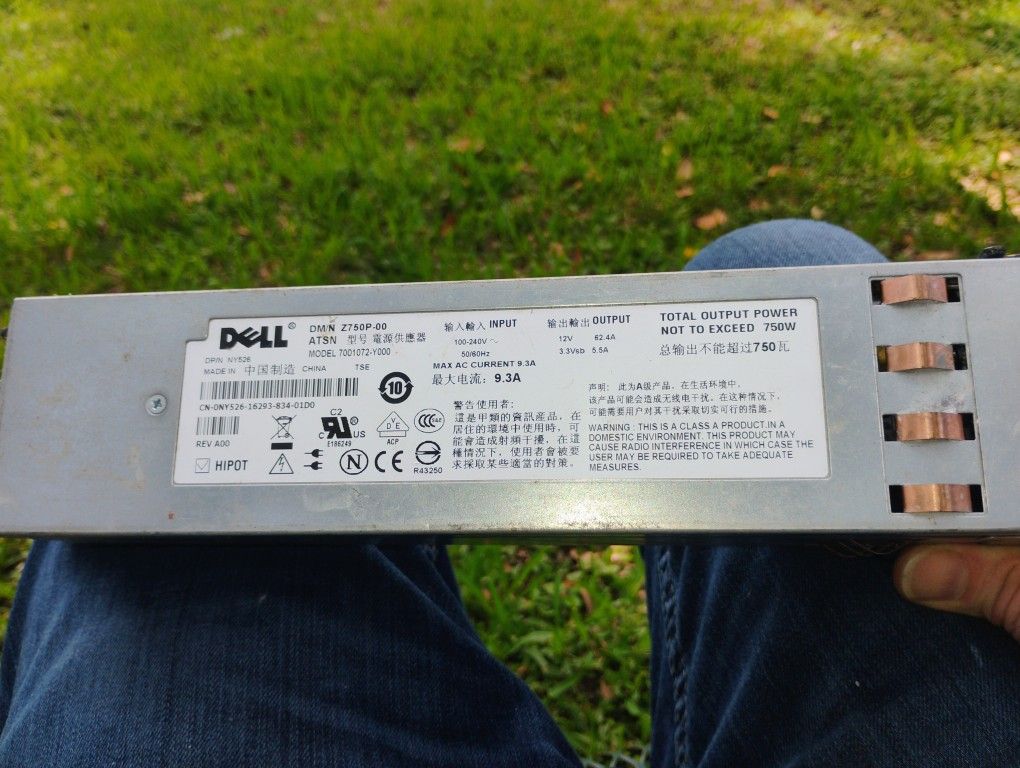 DELL®
DM/N Z750P-00
ATSN 型号 電源供應器
MODEL 7001072-Y000
DP/N NY526
MADE IN 中国制造 CHINA TSE
CN-0NY526-16293-834-01D0
REV A00
HIPOT
10
C2
c RU® US
E186249
VDE
ACP
CCC
N
CE
R43250
输入輸入 INPUT
100-240V ~
50/60Hz
MAX AC CURRENT 9.3A
最大电流: 9.3A
输出輸出 OUTPUT
12V 62.4A
3.3Vsb 5.5A
TOTAL OUTPUT POWER
NOT TO EXCEED 750W
总输出不能超过750瓦
警告使用者:
這是甲類的資訊産品, 在
居住的環境中使用時, 可
能會造成射頻干擾, 在這
種情況下, 使用者會被要
求採取某些適當的對策。
声明: 此为A级产品, 在生活环境中,
该产品可能会造成无线电干扰。在这种情况下,
可能需要用户对其干扰采取切实可行的措施。
WARNING : THIS IS A CLASS A PRODUCT.IN A
DOMESTIC ENVIRONMENT. THIS PRODUCT MAY
CAUSE RADIO INTERFERENCE IN WHICH CASE THE
USER MAY BE REQUIRED TO TAKE ADEQUATE
MEASURES.